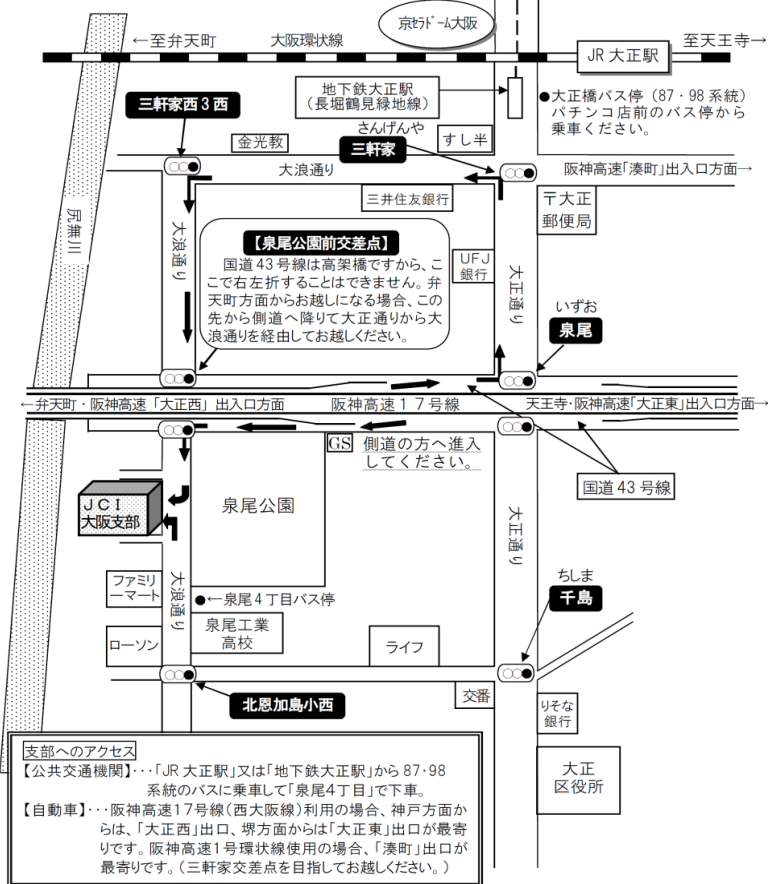 京セラドーム大阪
←至弁天町
大阪環状線
JR 大正駅
至天王寺→
地下鉄大正駅
（長堀鶴見緑地線）
●大正橋バス停（87・98 系統）
パチンコ店前のバス停から
乗車ください。
三軒家西３西
金光教
さんげんや
三軒家
すし半
大浪通り
阪神高速「湊町」出入口方面→
三井住友銀行
〒大正
郵便局
尻無川
大浪通り
【泉尾公園前交差点】
国道 43 号線は高架橋ですから、こ
こで右左折することはできません。弁
天町方面からお越しになる場合、この
先から側道へ降りて大正通りから大
浪通りを経由してお越しください。
UFJ
銀行
大正通り
いずお
泉尾
←弁天町・阪神高速「大正西」出入口方面
阪神高速１７号線
天王寺・阪神高速「大正東」出入口方面→
GS
側道の方へ進入
してください。
国道 43 号線
ＪＣＩ
大阪支部
泉尾公園
大正通り
ファミリ
ーマート
大浪通り
●←泉尾４丁目バス停
ちしま
千島
ローソン
泉尾工業
高校
ライフ
北恩加島小西
交番
りそな
銀行
大正
区役所
支部へのアクセス
【公共交通機関】・・・「JR 大正駅」又は「地下鉄大正駅」から 87・98
系統のバスに乗車して「泉尾４丁目」で下車。
【自動車】・・・阪神高速１７号線（西大阪線）利用の場合、神戸方面か
らは、「大正西」出口、堺方面からは「大正東」出口が最寄
りです。阪神高速１号環状線使用の場合、「湊町」出口が
最寄りです。（三軒家交差点を目指してお越しください。）